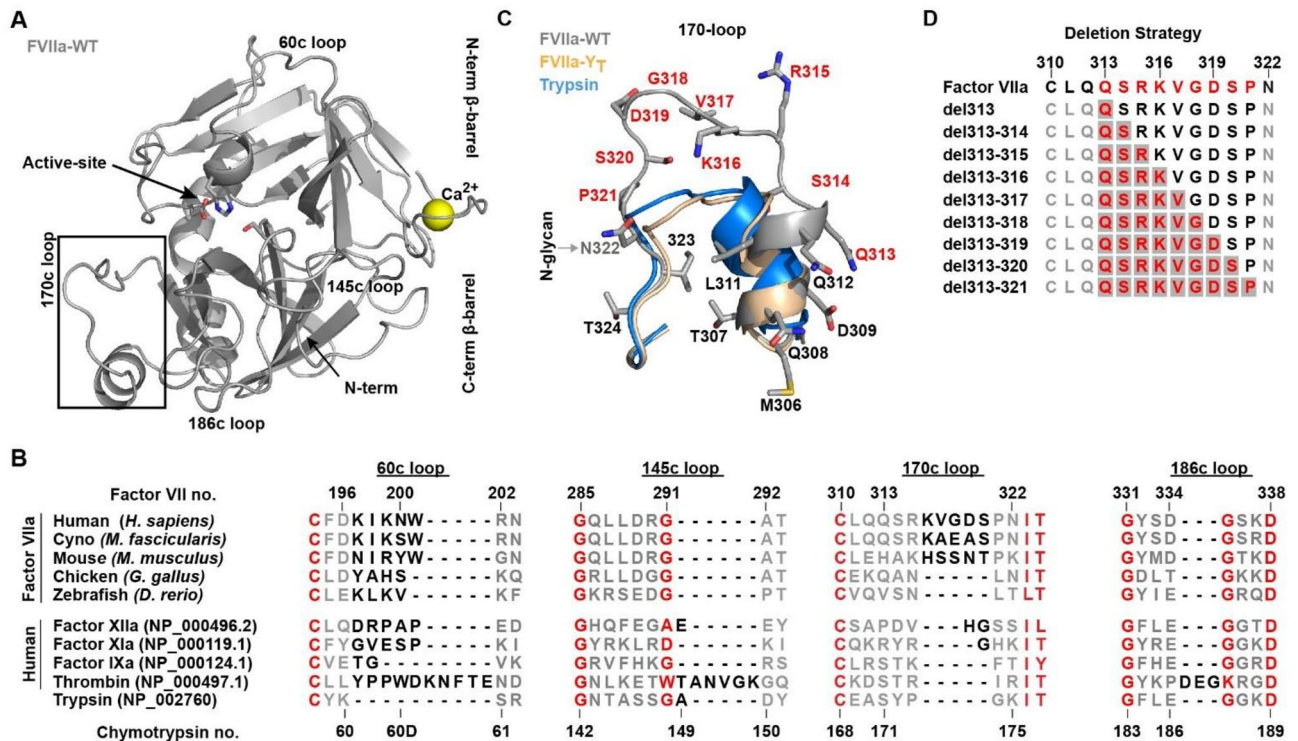 A
FVIIa-WT
60c loop
N-term β-barrel
Active-site
Ca2+
170c loop
145c loop
C-term β-barrel
N-term
186c loop
C
FVIIa-WT
FVIIa-YT
Trypsin
170-loop
R315
G318
V317
D319
K316
S320
S314
P321
N-glycan
N322
323
Q313
L311
Q312
T324
T307
D309
Q308
M306
D
Deletion Strategy
310 313 316 319 322
Factor VIIa C L Q Q S R K V G D S P N
del313 C L Q Q S R K V G D S P N
del313-314 C L Q Q S R K V G D S P N
del313-315 C L Q Q S R K V G D S P N
del313-316 C L Q Q S R K V G D S P N
del313-317 C L Q Q S R K V G D S P N
del313-318 C L Q Q S R K V G D S P N
del313-319 C L Q Q S R K V G D S P N
del313-320 C L Q Q S R K V G D S P N
del313-321 C L Q Q S R K V G D S P N
B
60c loop 145c loop 170c loop 186c loop
Factor VII no. 196 200 202 285 291 292 310 313 322 331 334 338
Factor VIIa
Human (H. sapiens) CFDKIKNW-----RN GQLLDRG------AT CLQQSRKVGDSPNIT GYSD---GSKD
Cyno (M. fascicularis) CFDKIKSW-----RN GQLLDRG------AT CLQQSRKAEASPNIT GYSD---GSKD
Mouse (M. musculus) CFDNIRYW-----GN GQLLDRG------AT CLEHAKHSSNTPKIT GYMD---GTKD
Chicken (G. gallus) CLDYAHS------KQ GRLLDGG------AT CEKQAN-----LNIT GDLT---GKKD
Zebrafish (D. rerio) CLEKLKV------KF GKRSEDG------PT CVQVSN-----LTLT GYIE---GRGD
Human
Factor XIIa (NP_000496.2) CLQDRPAP-----ED GHQFEGAE-----EY CSAPDV---HGSSIL GFLE---GGTD
Factor XIa (NP_000119.1) CFYGVESP-----KI GYRKLRD------KI CQKRYR----GHKIT GYRE---GGKD
Factor IXa (NP_000124.1) CVETG--------VK GRVFHKG------RS CLRSTK-----FTIY GFHE---GGRD
Thrombin (NP_000497.1) CLLYPPWDKNFTEND GNLKETWTANVGKGQ CKDSTR-----IRIT GYKPDEGKRGD
Trypsin (NP_002760) CYK----------SR GNTASSGA-----DY CEASYP-----GKIT GFLE---GGKD
Chymotrypsin no. 60 60D 61 142 149 150 168 171 176 183 186 189